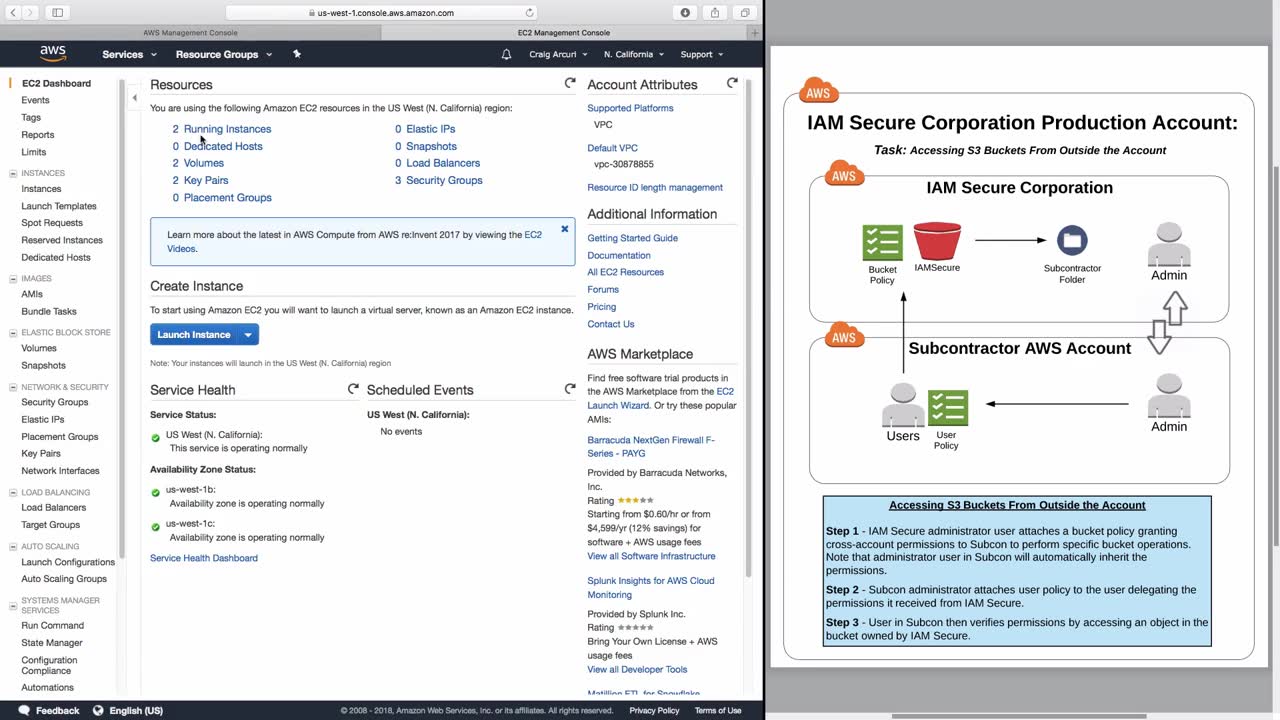 us-west-1.console.aws.amazon.com
AWS Management Console
EC2 Management Console
aws
Services
Resource Groups
Craig Arcuri
N. California
Support
EC2 Dashboard
Events
Tags
Reports
Limits
INSTANCES
Instances
Launch Templates
Spot Requests
Reserved Instances
Dedicated Hosts
IMAGES
AMIs
Bundle Tasks
ELASTIC BLOCK STORE
Volumes
Snapshots
NETWORK & SECURITY
Security Groups
Elastic IPs
Placement Groups
Key Pairs
Network Interfaces
LOAD BALANCING
Load Balancers
Target Groups
AUTO SCALING
Launch Configurations
Auto Scaling Groups
SYSTEMS MANAGER
SERVICES
Run Command
State Manager
Configuration
Compliance
Automations
Resources
You are using the following Amazon EC2 resources in the US West (N. California) region:
2 Running Instances
0 Dedicated Hosts
2 Volumes
2 Key Pairs
0 Placement Groups
0 Elastic IPs
0 Snapshots
0 Load Balancers
3 Security Groups
Learn more about the latest in AWS Compute from AWS re:Invent 2017 by viewing the EC2
Videos.
Create Instance
To start using Amazon EC2 you will want to launch a virtual server, known as an Amazon EC2 instance.
Launch Instance
Note: Your instances will launch in the US West (N. California) region
Service Health
Service Status:
US West (N. California):
This service is operating normally
Availability Zone Status:
us-west-1b:
Availability zone is operating normally
us-west-1c:
Availability zone is operating normally
Service Health Dashboard
Scheduled Events
US West (N. California):
No events
Account Attributes
Supported Platforms
VPC
Default VPC
vpc-30878855
Resource ID length management
Additional Information
Getting Started Guide
Documentation
All EC2 Resources
Forums
Pricing
Contact Us
AWS Marketplace
Find free software trial products in
the AWS Marketplace from the EC2
Launch Wizard. Or try these popular
AMIs:
Barracuda NextGen Firewall F-
Series - PAYG
Provided by Barracuda Networks,
Inc.
Rating
Starting from $0.60/hr or from
$4,599/yr (12% savings) for
software + AWS usage fees
View all Software Infrastructure
Splunk Insights for AWS Cloud
Monitoring
Provided by Splunk Inc.
Rating
Bring Your Own License + AWS
usage fees
View all Developer Tools
Matillion ETL for Snowflake
Feedback
English (US)
© 2008 - 2018, Amazon Web Services, Inc. or its affiliates. All rights reserved.
Privacy Policy
Terms of Use
AWS
IAM Secure Corporation Production Account:
Task: Accessing S3 Buckets From Outside the Account
AWS
IAM Secure Corporation
Bucket
Policy
IAMSecure
Subcontractor
Folder
Admin
AWS
Subcontractor AWS Account
Users
User
Policy
Admin
Accessing S3 Buckets From Outside the Account
Step 1 - IAM Secure administrator user attaches a bucket policy granting
cross-account permissions to Subcon to perform specific bucket operations.
Note that administrator user in Subcon will automatically inherit the
permissions.
Step 2 - Subcon administrator attaches user policy to the user delegating the
permissions it received from IAM Secure.
Step 3 - User in Subcon then verifies permissions by accessing an object in the
bucket owned by IAM Secure.